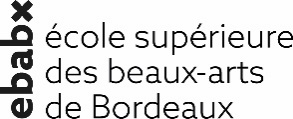 ebabx
école supérieure
des beaux-arts
de Bordeaux